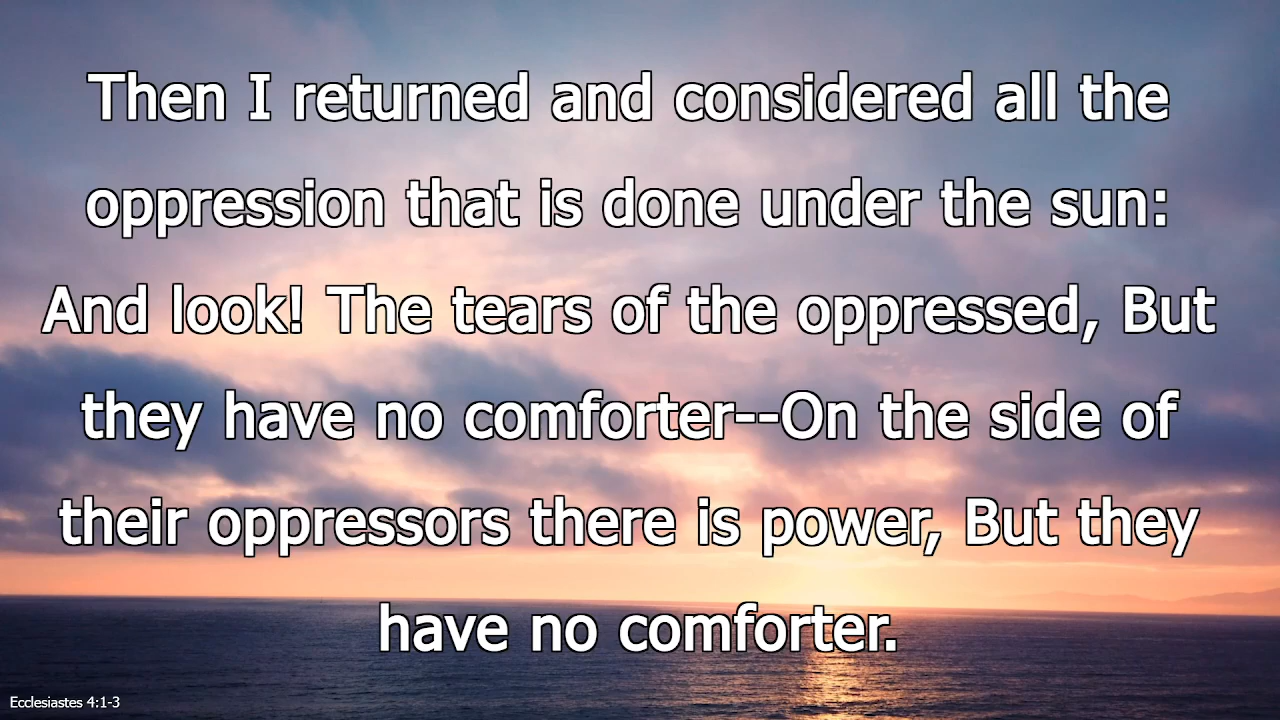 Then I returned and considered all the
oppression that is done under the sun:
And look! The tears of the oppressed, But
they have no comforter--On the side of
their oppressors there is power, But they
have no comforter.
Ecclesiastes 4:1-3